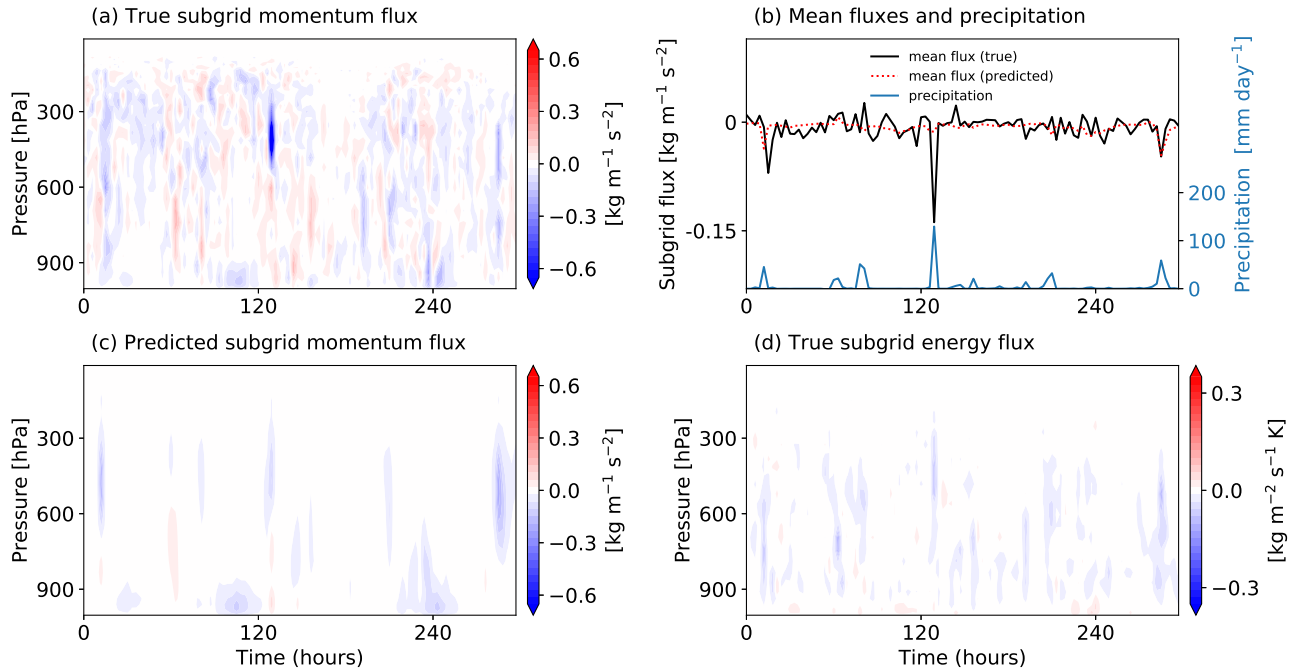 (a) True subgrid momentum flux
Pressure [hPa]
300
600
900
0
120
240
0.6
0.3
0.0
−0.3
−0.6
[kg m⁻¹ s⁻²]
(b) Mean fluxes and precipitation
Subgrid flux [kg m⁻¹ s⁻²]
0
-0.15
mean flux (true)
mean flux (predicted)
precipitation
0
120
240
200
100
0
Precipitation [mm day⁻¹]
(c) Predicted subgrid momentum flux
Pressure [hPa]
300
600
900
0
120
240
Time (hours)
0.6
0.3
0.0
−0.3
−0.6
[kg m⁻¹ s⁻²]
(d) True subgrid energy flux
Pressure [hPa]
300
600
900
0
120
240
Time (hours)
0.3
0.0
−0.3
[kg m⁻² s⁻¹ K]